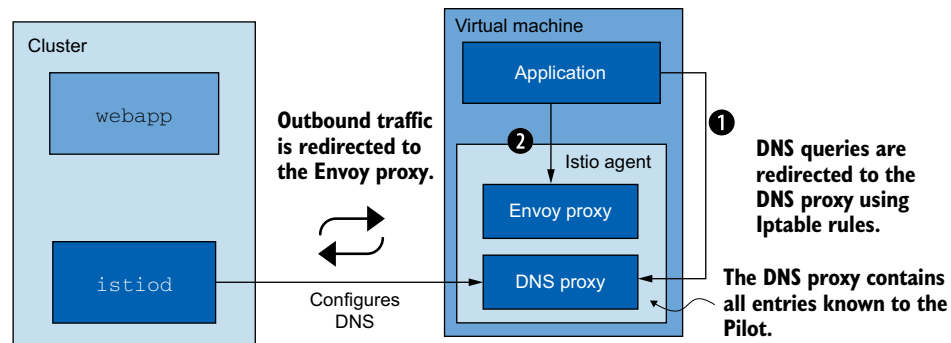 Cluster
webapp
istiod
Outbound traffic
is redirected to
the Envoy proxy.
Configures
DNS
Virtual machine
Application
2
1
Istio agent
Envoy proxy
DNS proxy
DNS queries are
redirected to the
DNS proxy using
Iptable rules.
The DNS proxy contains
all entries known to the
Pilot.